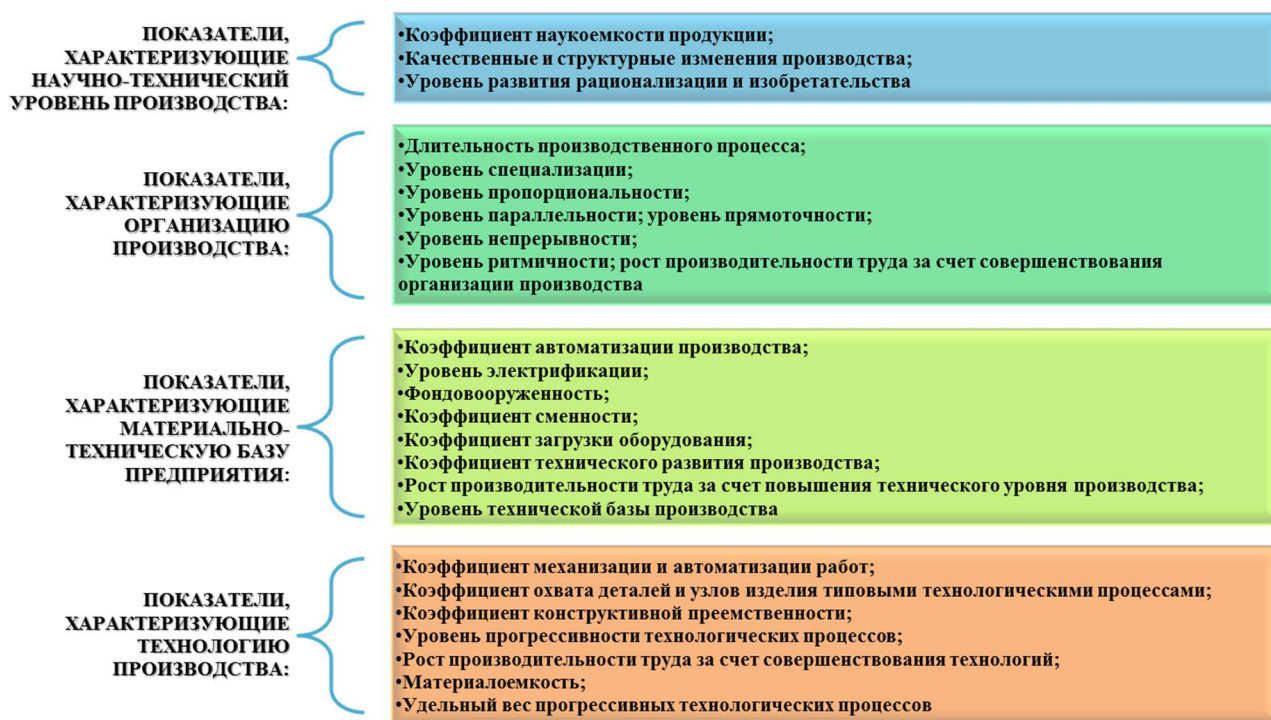 ПОКАЗАТЕЛИ,
ХАРАКТЕРИЗУЮЩИЕ
НАУЧНО-ТЕХНИЧЕСКИЙ
УРОВЕНЬ ПРОИЗВОДСТВА:
•Коэффициент наукоемкости продукции;
•Качественные и структурные изменения производства;
•Уровень развития рационализации и изобретательства
ПОКАЗАТЕЛИ,
ХАРАКТЕРИЗУЮЩИЕ
ОРГАНИЗАЦИЮ
ПРОИЗВОДСТВА:
•Длительность производственного процесса;
•Уровень специализации;
•Уровень пропорциональности;
•Уровень параллельности; уровень прямоточности;
•Уровень непрерывности;
•Уровень ритмичности; рост производительности труда за счет совершенствования
организации производства
ПОКАЗАТЕЛИ,
ХАРАКТЕРИЗУЮЩИЕ
МАТЕРИАЛЬНО-
ТЕХНИЧЕСКУЮ БАЗУ
ПРЕДПРИЯТИЯ:
•Коэффициент автоматизации производства;
•Уровень электрификации;
•Фондовооруженность;
•Коэффициент сменности;
•Коэффициент загрузки оборудования;
•Коэффициент технического развития производства;
•Рост производительности труда за счет повышения технического уровня производства;
•Уровень технической базы производства
ПОКАЗАТЕЛИ,
ХАРАКТЕРИЗУЮЩИЕ
ТЕХНОЛОГИЮ
ПРОИЗВОДСТВА:
•Коэффициент механизации и автоматизации работ;
•Коэффициент охвата деталей и узлов изделия типовыми технологическими процессами;
•Коэффициент конструктивной преемственности;
•Уровень прогрессивности технологических процессов;
•Рост производительности труда за счет совершенствования технологий;
•Материалоемкость;
•Удельный вес прогрессивных технологических процессов